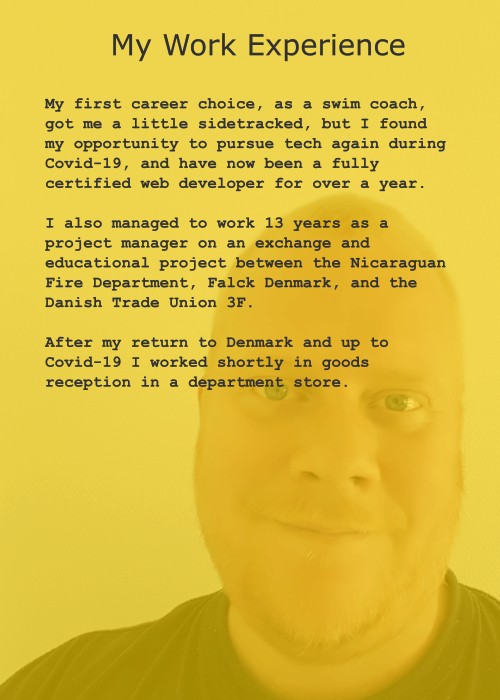 My Work Experience
My first career choice, as a swim coach,
got me a little sidetracked, but I found
my opportunity to pursue tech again during
Covid-19, and have now been a fully
certified web developer for over a year.
I also managed to work 13 years as a
project manager on an exchange and
educational project between the Nicaraguan
Fire Department, Falck Denmark, and the
Danish Trade Union 3F.
After my return to Denmark and up to
Covid-19 I worked shortly in goods
reception in a department store.